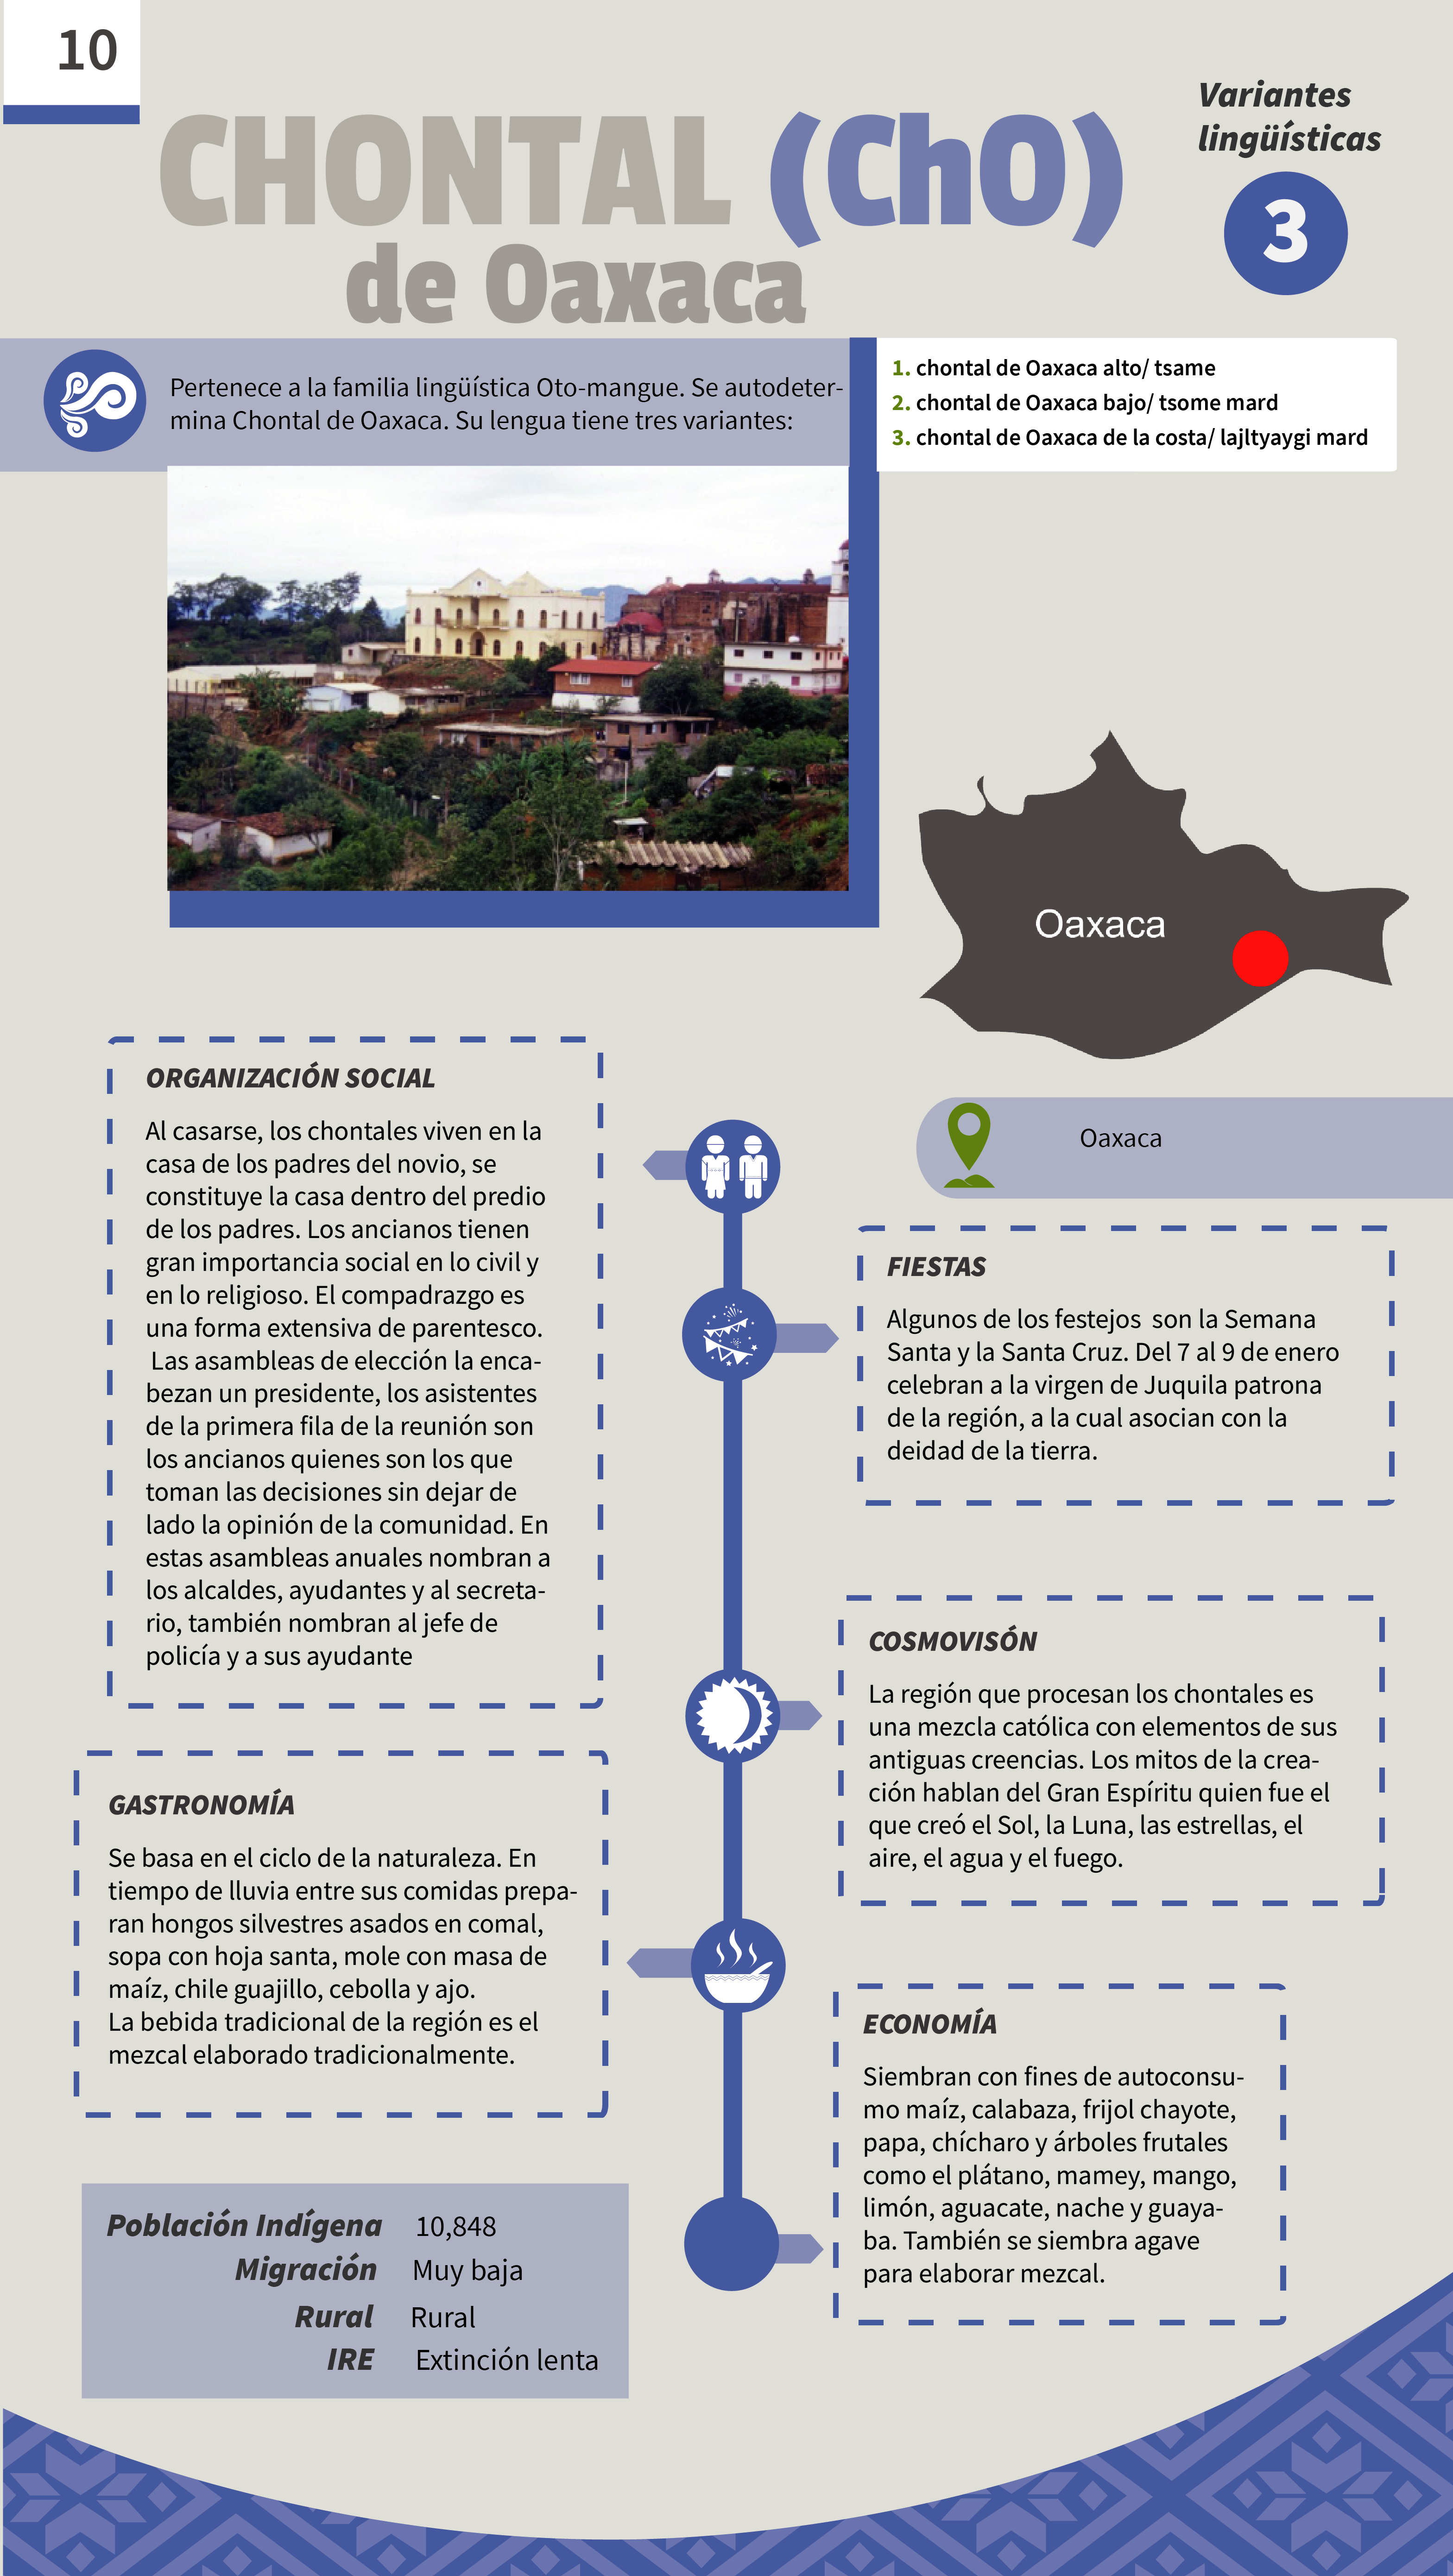 10
CHONTAL (ChO)
de Oaxaca
Variantes
lingüísticas
3
Pertenece a la familia lingüística Oto-mangue. Se autodeter-
mina Chontal de Oaxaca. Su lengua tiene tres variantes:
1. chontal de Oaxaca alto/ tsame
2. chontal de Oaxaca bajo/ tsome mard
3. chontal de Oaxaca de la costa/ lajltyaygi mard
Oaxaca
Oaxaca
ORGANIZACIÓN SOCIAL
Al casarse, los chontales viven en la
casa de los padres del novio, se
constituye la casa dentro del predio
de los padres. Los ancianos tienen
gran importancia social en lo civil y
en lo religioso. El compadrazgo es
una forma extensiva de parentesco.
Las asambleas de elección la enca-
bezan un presidente, los asistentes
de la primera fila de la reunión son
los ancianos quienes son los que
toman las decisiones sin dejar de
lado la opinión de la comunidad. En
estas asambleas anuales nombran a
los alcaldes, ayudantes y al secreta-
rio, también nombran al jefe de
policía y a sus ayudante
FIESTAS
Algunos de los festejos  son la Semana
Santa y la Santa Cruz. Del 7 al 9 de enero
celebran a la virgen de Juquila patrona
de la región, a la cual asocian con la
deidad de la tierra.
COSMOVISÓN
La región que procesan los chontales es
una mezcla católica con elementos de sus
antiguas creencias. Los mitos de la crea-
ción hablan del Gran Espíritu quien fue el
que creó el Sol, la Luna, las estrellas, el
aire, el agua y el fuego.
GASTRONOMÍA
Se basa en el ciclo de la naturaleza. En
tiempo de lluvia entre sus comidas prepa-
ran hongos silvestres asados en comal,
sopa con hoja santa, mole con masa de
maíz, chile guajillo, cebolla y ajo.
La bebida tradicional de la región es el
mezcal elaborado tradicionalmente.
ECONOMÍA
Siembran con fines de autoconsu-
mo maíz, calabaza, frijol chayote,
papa, chícharo y árboles frutales
como el plátano, mamey, mango,
limón, aguacate, nache y guaya-
ba. También se siembra agave
para elaborar mezcal.
Población Indígena 10,848
Migración Muy baja
Rural Rural
IRE Extinción lenta